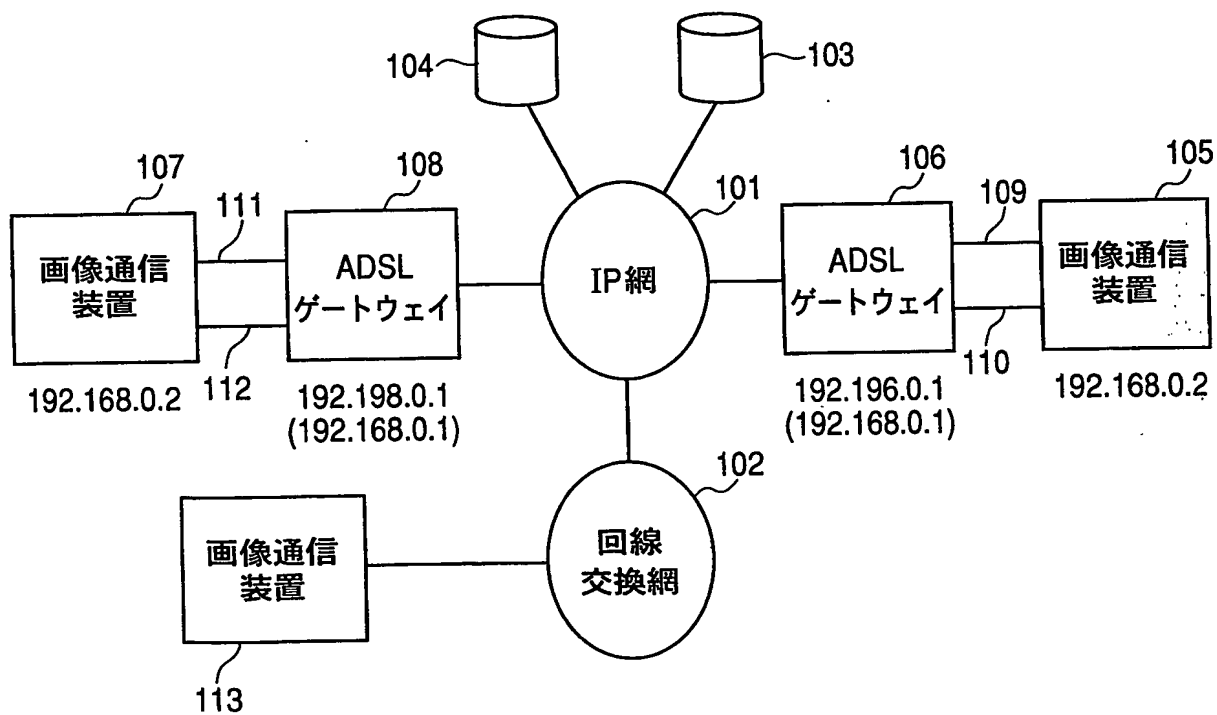 104
103
107
111
108
101
106
109
105
画像通信
装置
ADSL
ゲートウェイ
IP網
ADSL
ゲートウェイ
画像通信
装置
112
110
192.168.0.2
192.198.0.1
(192.168.0.1)
192.196.0.1
(192.168.0.1)
192.168.0.2
102
画像通信
装置
回線
交換網
113